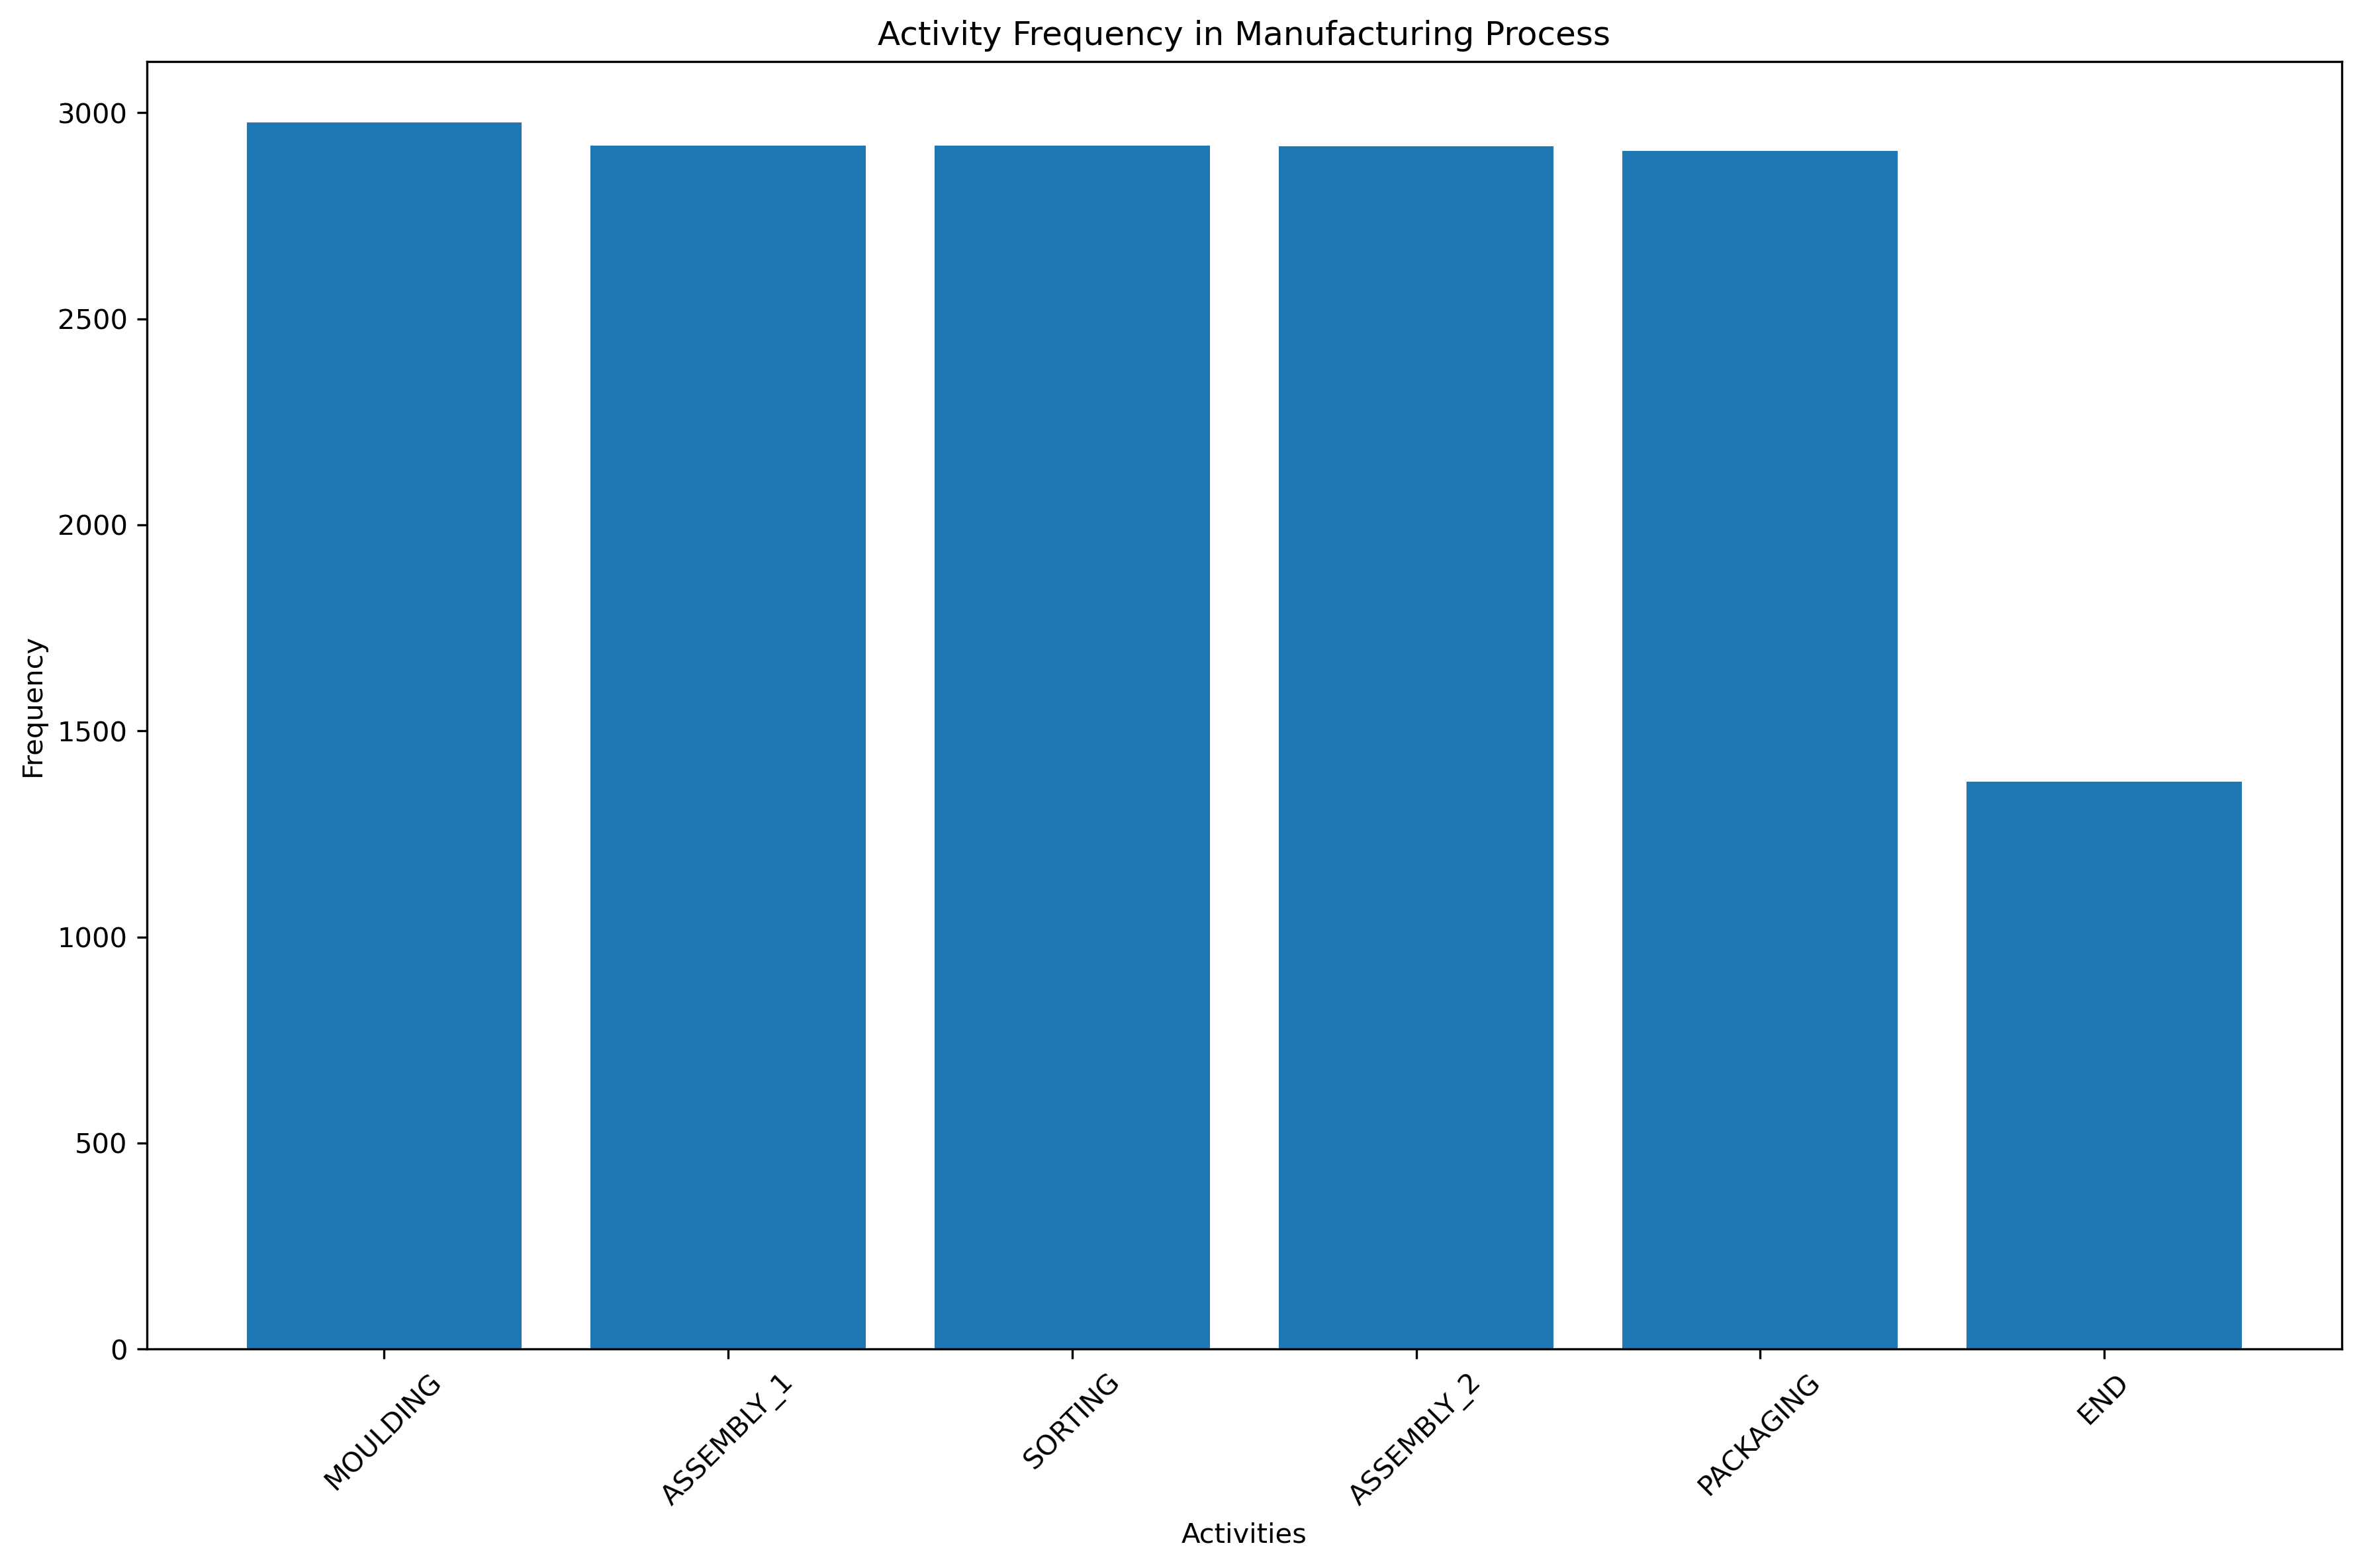 Activity Frequency in Manufacturing Process
3000
2500
2000
1500
1000
500
0
Frequency
MOULDING
ASSEMBLY_1
SORTING
ASSEMBLY_2
PACKAGING
END
Activities